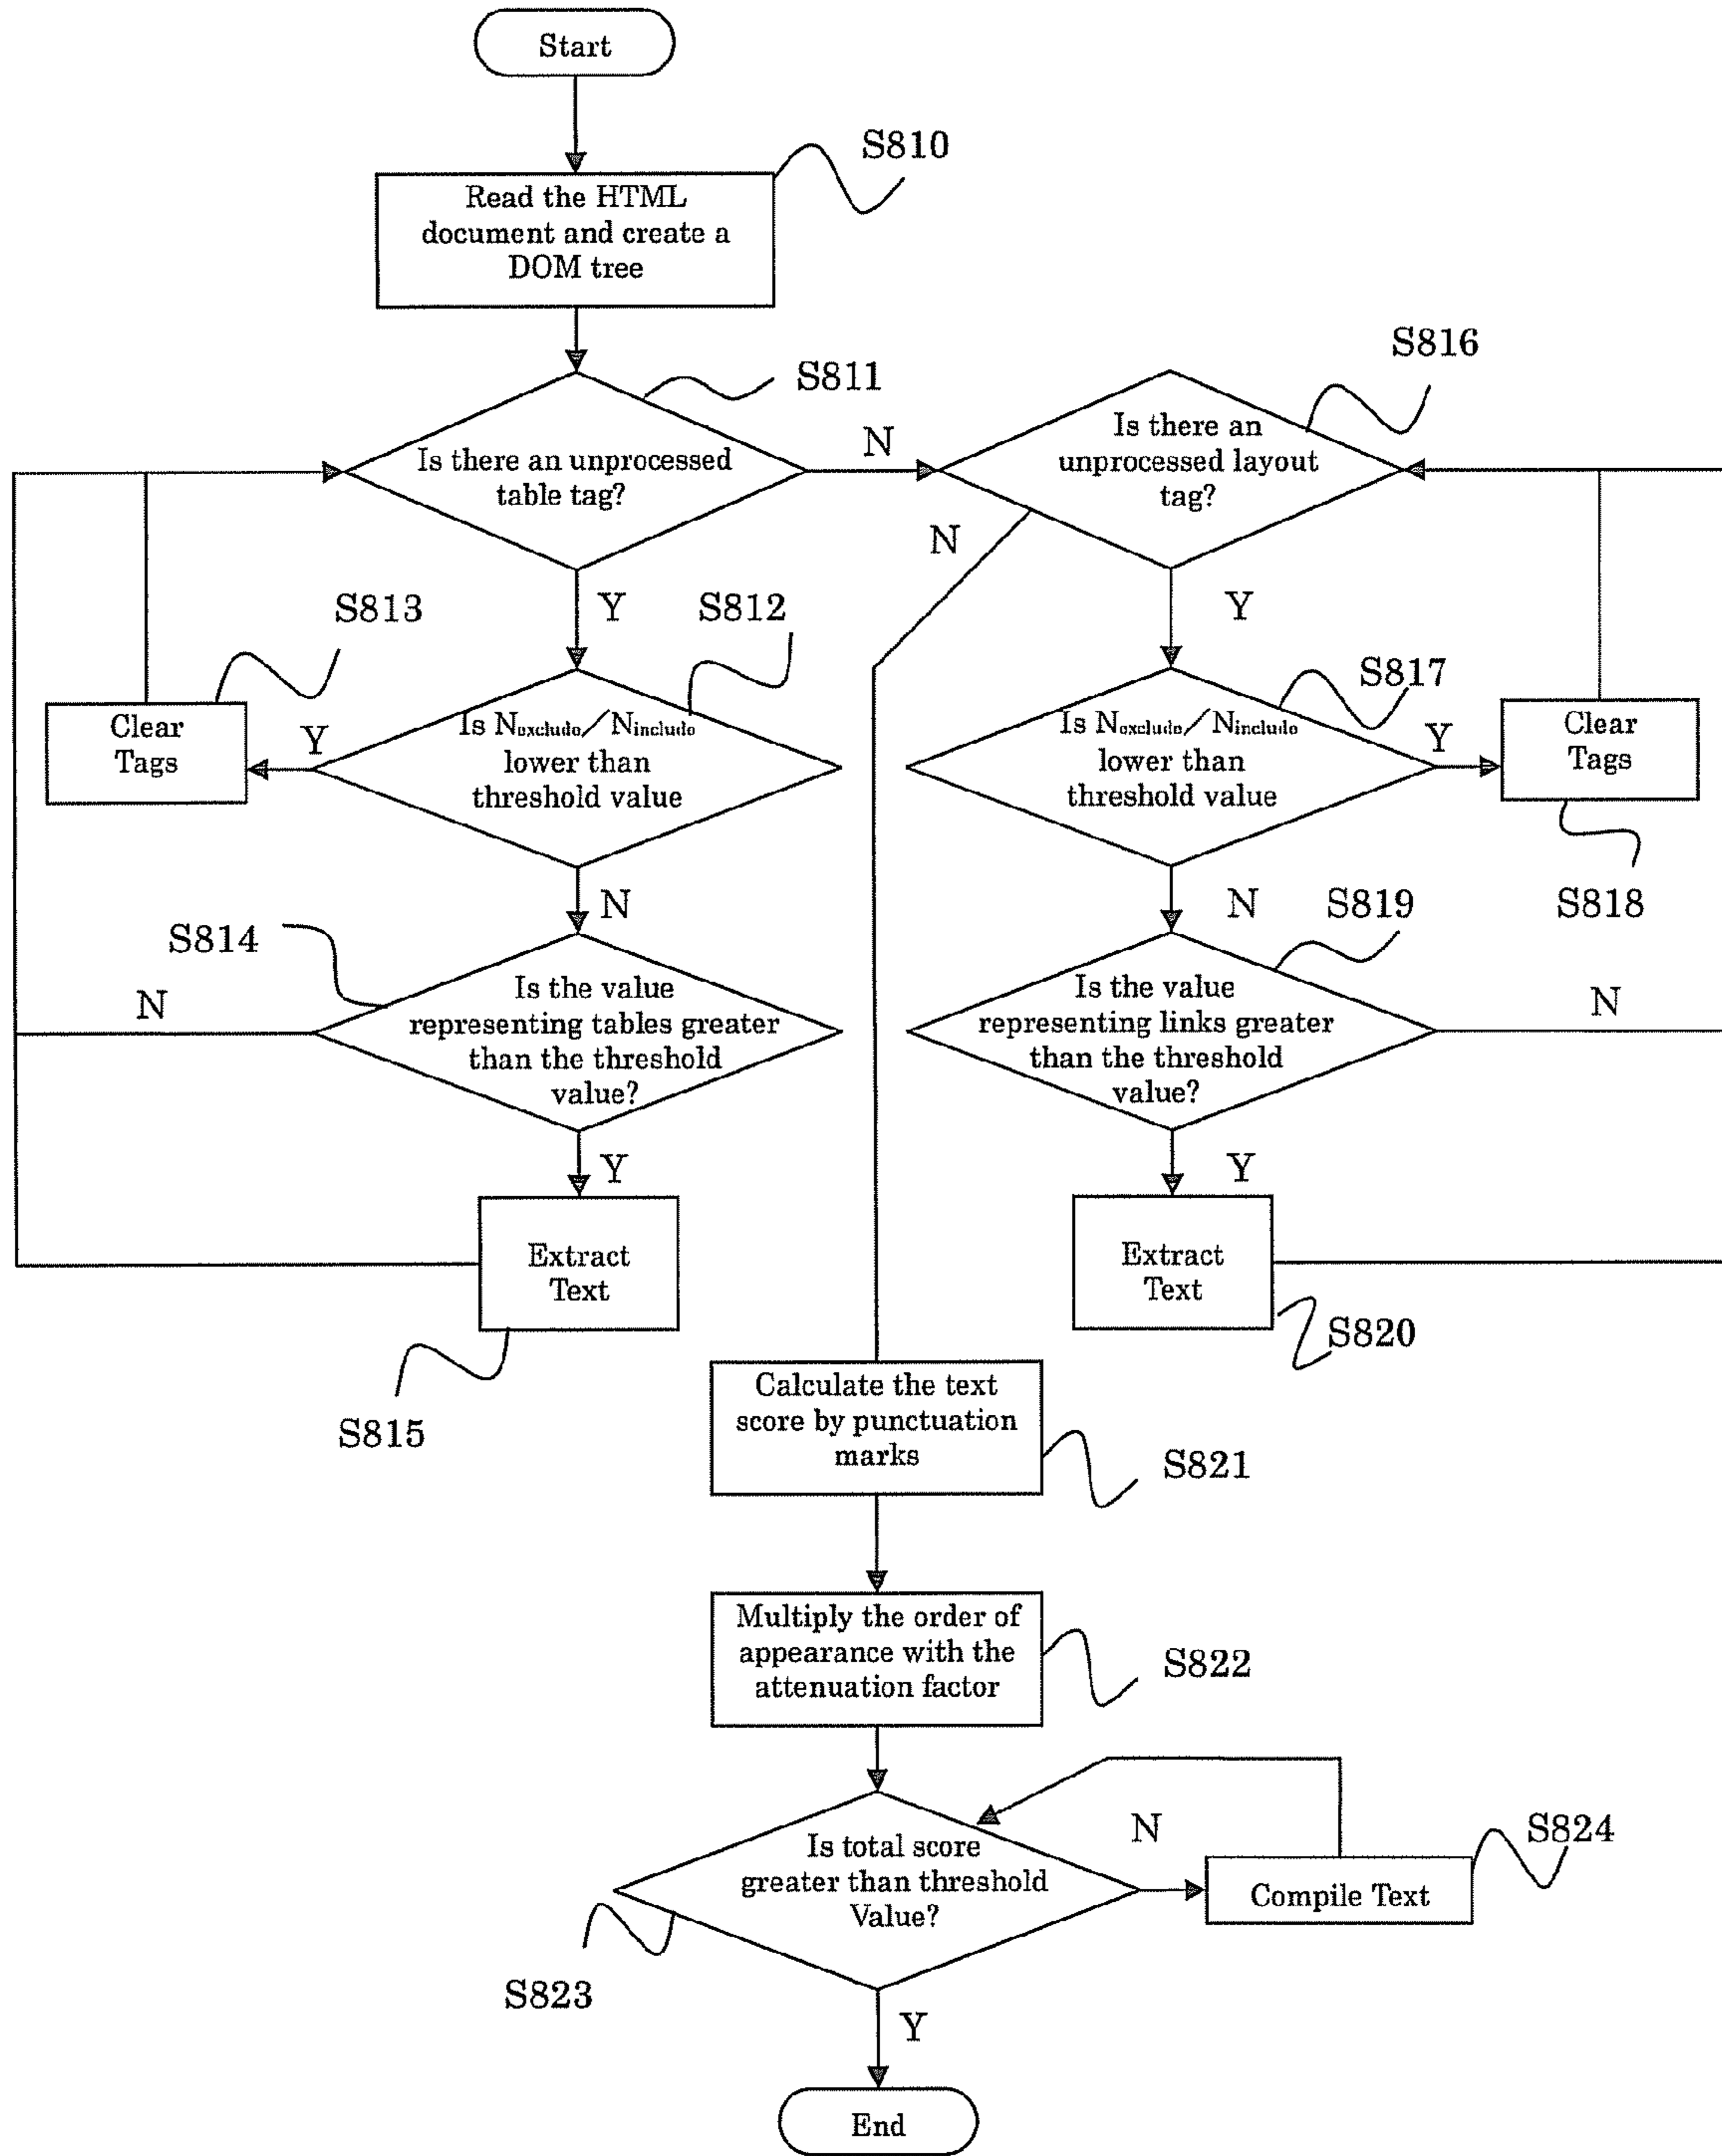 Start
S810
Read the HTML
document and create a
DOM tree
S811
Is there an unprocessed
table tag?
N
S816
Is there an
unprocessed layout
tag?
N
Y
Y
S813
Clear
Tags
Y
S812
Is Nexclude/Ninclude
lower than
threshold value
S817
Is Nexclude/Ninclude
lower than
threshold value
Y
Clear
Tags
S818
N
N
S814
Is the value
representing tables greater
than the threshold
value?
N
S819
Is the value
representing links greater
than the threshold
value?
N
Y
Y
Extract
Text
S815
Extract
Text
S820
Calculate the text
score by punctuation
marks
S821
Multiply the order of
appearance with the
attenuation factor
S822
Is total score
greater than threshold
Value?
S823
N
Compile Text
S824
Y
End